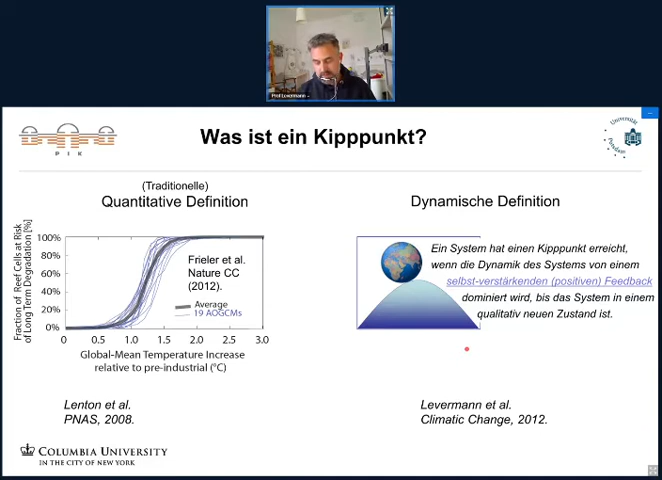 Prof Levermann
Was ist ein Kipppunkt?
P I K
Universität
Potsdam
(Traditionelle)
Quantitative Definition
Fraction of Reef Cells at Risk
of Long Term Degradation [%]
100%
80%
60%
40%
20%
0%
Frieler et al.
Nature CC
(2012).
Average
19 AOGCMs
0 0.5 1.0 1.5 2.0 2.5 3.0
Global-Mean Temperature Increase
relative to pre-industrial (°C)
Lenton et al.
PNAS, 2008.
Dynamische Definition
Ein System hat einen Kipppunkt erreicht,
wenn die Dynamik des Systems von einem
selbst-verstärkenden (positiven) Feedback
dominiert wird, bis das System in einem
qualitativ neuen Zustand ist.
Levermann et al.
Climatic Change, 2012.
COLUMBIA UNIVERSITY
IN THE CITY OF NEW YORK